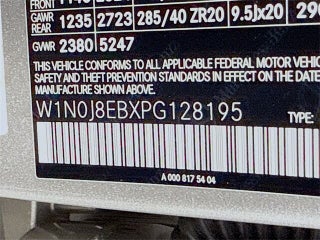 FRONT
GAWR REAR 1235 2723 285/40 ZR20 9.5Jx20 290
GVWR 2380 5247
THIS VEHICLE CONFORMS TO ALL APPLICABLE FEDERAL MOTOR VEHIC
SAFETY AND THEFT PREVENTION STANDARDS IN EFFECT ON THE DATE
MANUFACTURE SHOWN ABOVE.
W1N0J8EBXPG128195 TYPE:
A 000 817 54 04